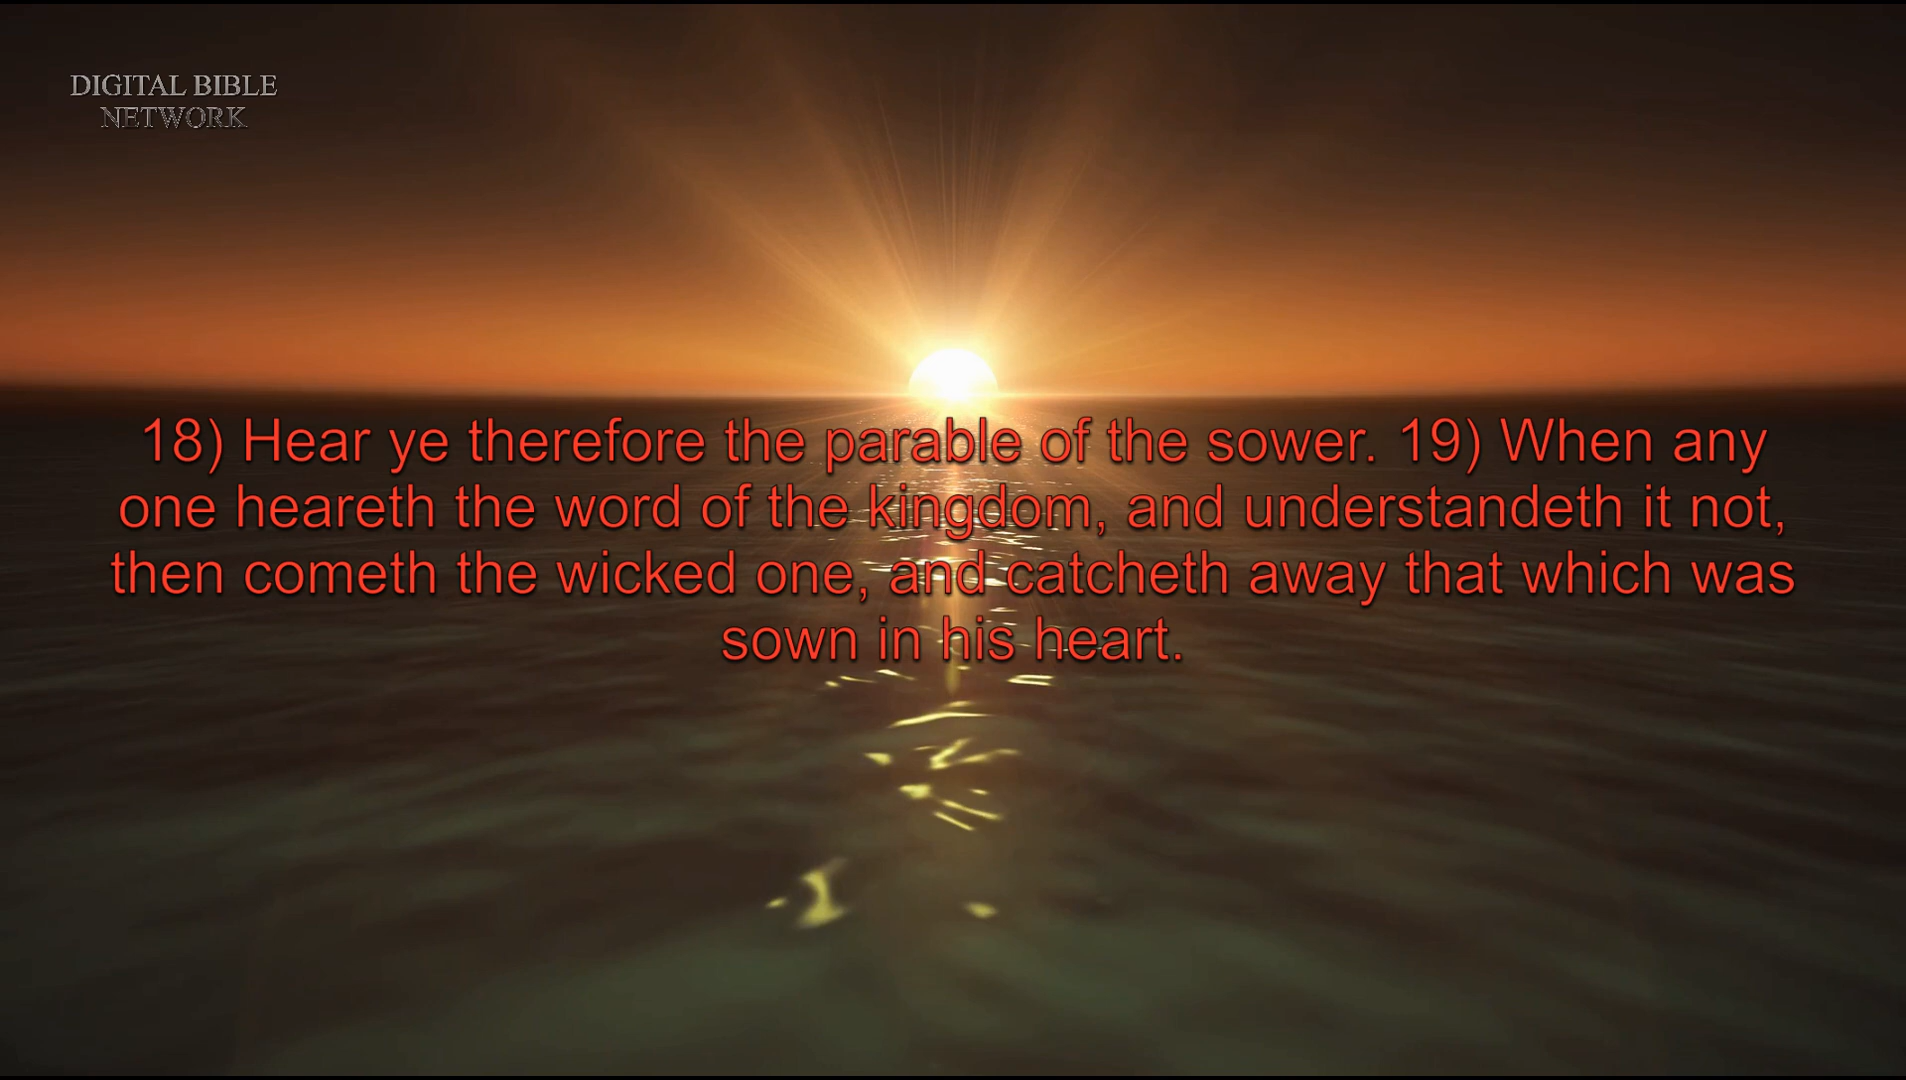 DIGITAL BIBLE
NETWORK
18) Hear ye therefore the parable of the sower. 19) When any
one heareth the word of the kingdom, and understandeth it not,
then cometh the wicked one, and catcheth away that which was
sown in his heart.